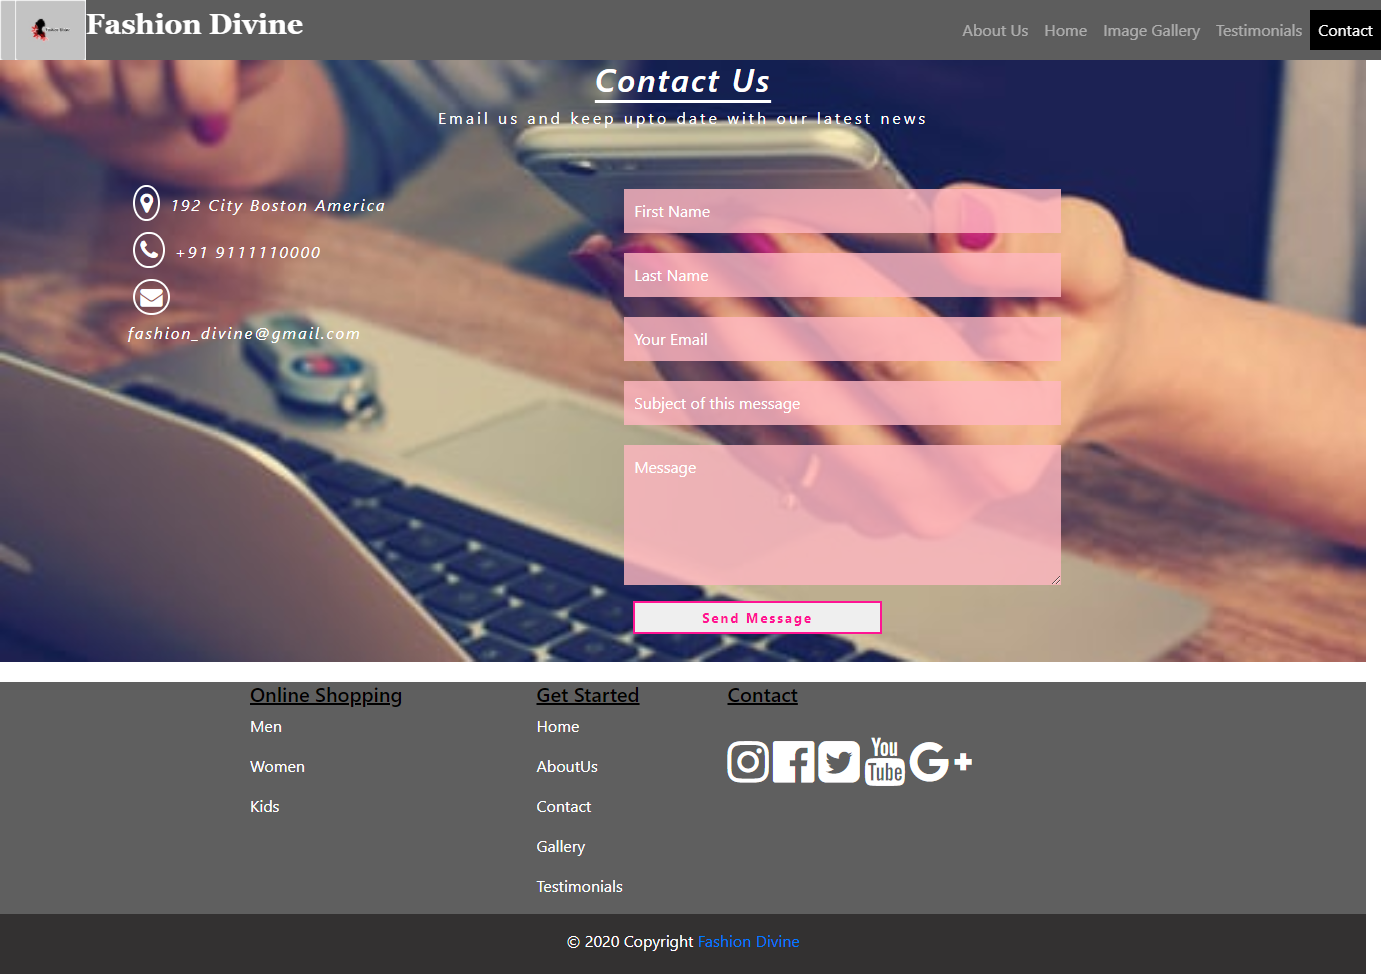 Fashion Divine
About Us Home Image Gallery Testimonials Contact
Contact Us
Email us and keep upto date with our latest news
192 City Boston America
+91 9111110000
fashion_divine@gmail.com
First Name
Last Name
Your Email
Subject of this message
Message
Send Message
Online Shopping
Men
Women
Kids
Get Started
Home
AboutUs
Contact
Gallery
Testimonials
Contact
You
Tube
G+
© 2020 Copyright Fashion Divine